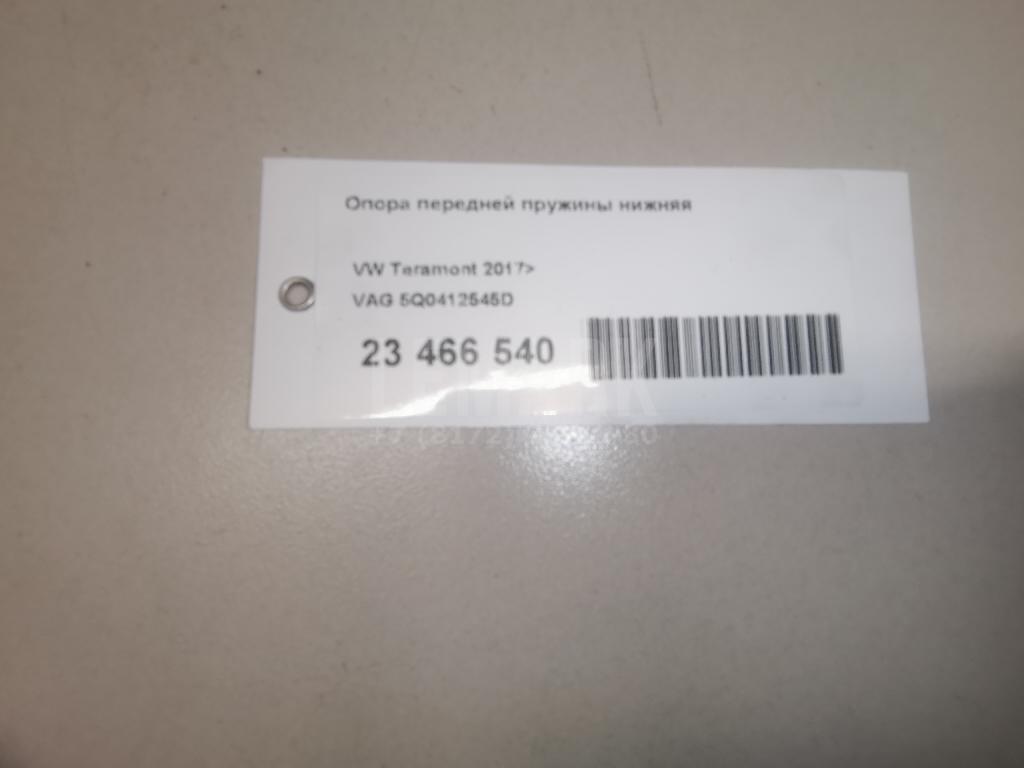 Опора передней пружины нижняя
VW Teramont 2017>
VAG 5Q0412545D
23 466 540